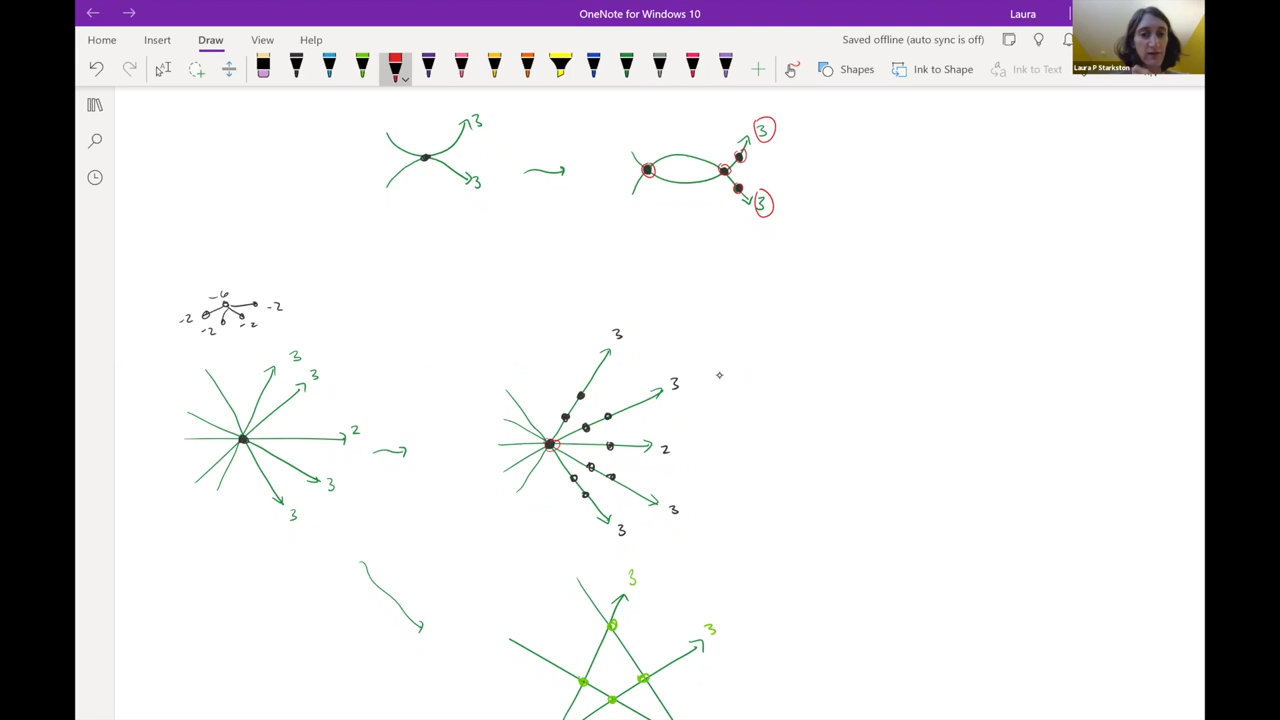 OneNote for Windows 10
Laura
Home Insert Draw View Help
Saved offline (auto sync is off)
Shapes
Ink to Shape
Ink to Text
Laura P Starkston
3
3
3
3
-6
-2
-2
-2
-2
3
3
2
3
3
3
3
2
3
3
3
3